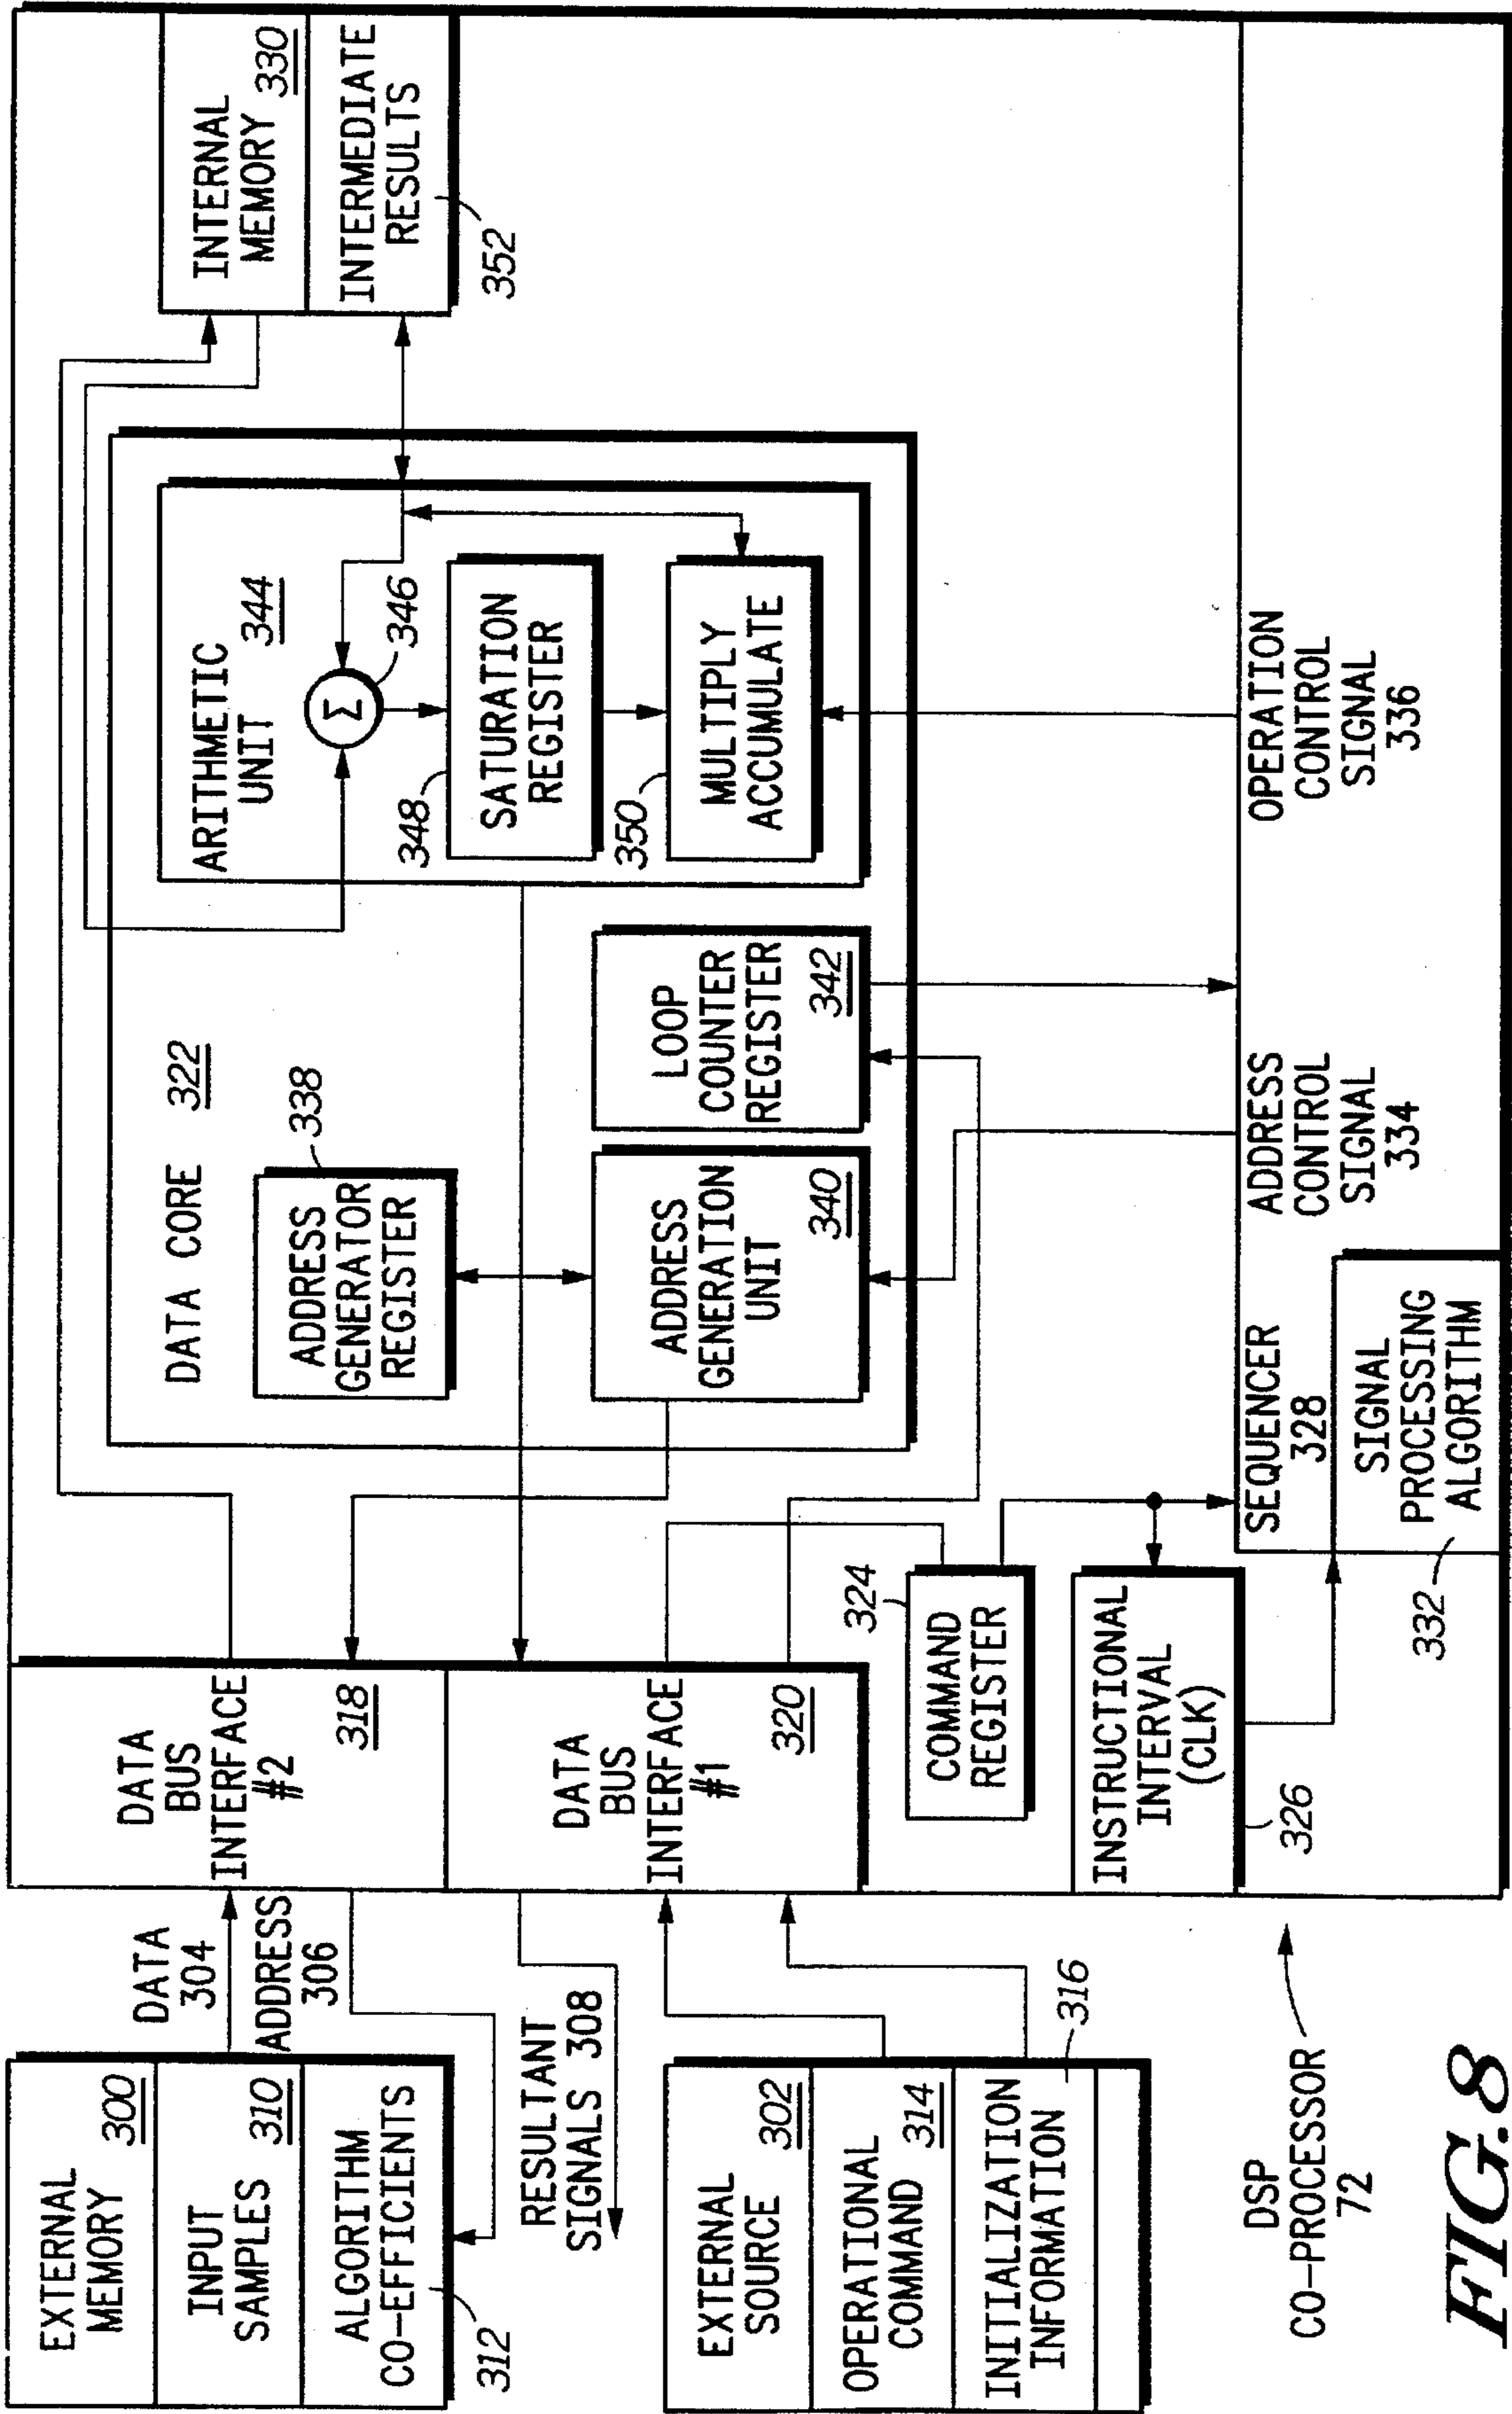 EXTERNAL
MEMORY 300
INPUT
SAMPLES 310
ALGORITHM
CO-EFFICIENTS
312
DATA
304
ADDRESS
306
RESULTANT
SIGNALS 308
EXTERNAL
SOURCE 302
OPERATIONAL
COMMAND 314
INITIALIZATION
INFORMATION
316
DSP
CO-PROCESSOR
72
DATA
BUS
INTERFACE
#2 318
DATA
BUS
INTERFACE
#1 320
324
COMMAND
REGISTER
INSTRUCTIONAL
INTERVAL
(CLK)
326
DATA CORE 322
338
ADDRESS
GENERATOR
REGISTER
ADDRESS
GENERATION
UNIT 340
LOOP
COUNTER
REGISTER 342
ARITHMETIC
UNIT 344
Σ 346
348
SATURATION
REGISTER
350
MULTIPLY
ACCUMULATE
INTERNAL
MEMORY 330
INTERMEDIATE
RESULTS
352
SEQUENCER
328
SIGNAL
PROCESSING
ALGORITHM
332
ADDRESS
CONTROL
SIGNAL
334
OPERATION
CONTROL
SIGNAL
336
FIG.8